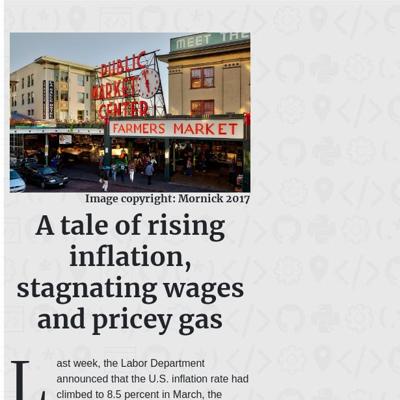 MEET THE
PUBLIC
MARKET
CENTER
FARMERS MARKET
Image copyright: Mornick 2017
A tale of rising
inflation,
stagnating wages
and pricey gas
Last week, the Labor Department
announced that the U.S. inflation rate had
climbed to 8.5 percent in March, the